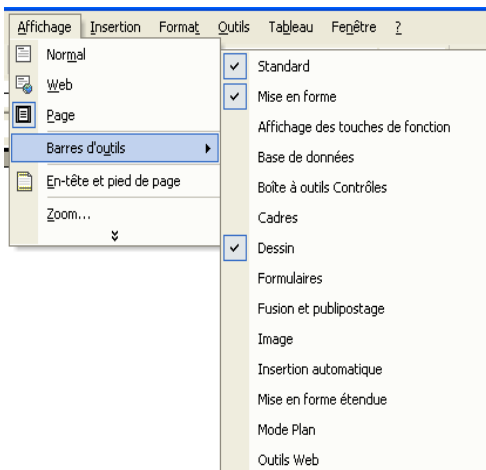 Affichage Insertion Format Outils Tableau Fenêtre ?
Normal
Web
Page
Barres d'outils
En-tête et pied de page
Zoom...
Standard
Mise en forme
Affichage des touches de fonction
Base de données
Boîte à outils Contrôles
Cadres
Dessin
Formulaires
Fusion et publipostage
Image
Insertion automatique
Mise en forme étendue
Mode Plan
Outils Web